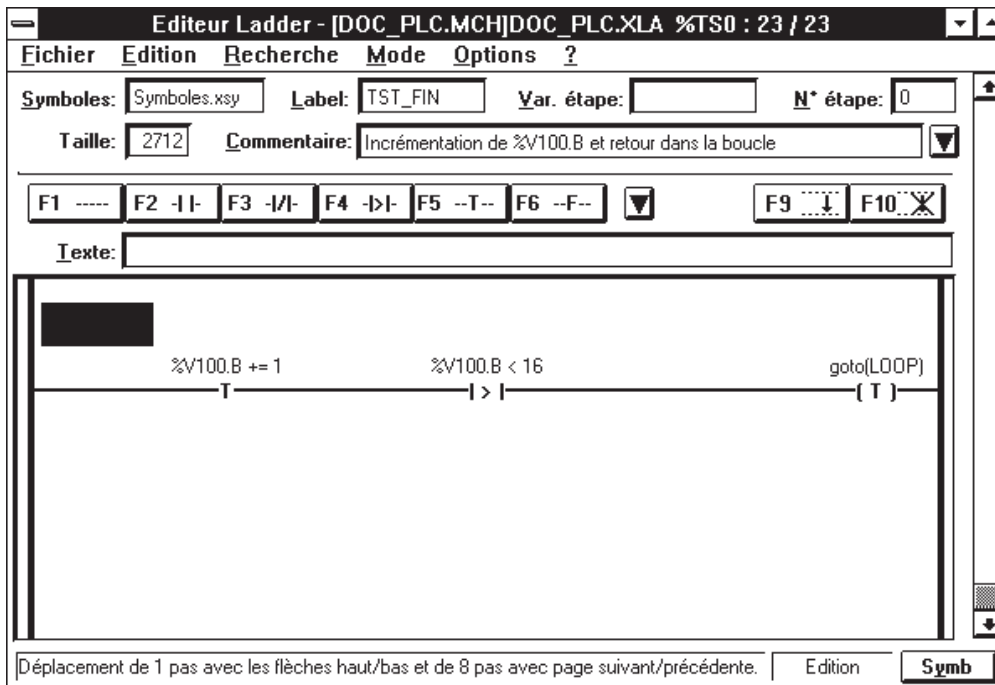 Editeur Ladder - [DOC_PLC.MCH]DOC_PLC.XLA %TS0 : 23 / 23
Fichier Edition Recherche Mode Options ?
Symboles: Symboles.xsy Label: TST_FIN Var. étape: N° étape: 0
Taille: 2712 Commentaire: Incrémentation de %V100.B et retour dans la boucle
F1 ----- F2 -| |- F3 -|/|- F4 -|>|- F5 --T-- F6 --F-- F9 F10
Texte:
%V100.B += 1 %V100.B < 16 goto(LOOP)
T | > | ( T )
Déplacement de 1 pas avec les flèches haut/bas et de 8 pas avec page suivant/précédente. Edition Symb